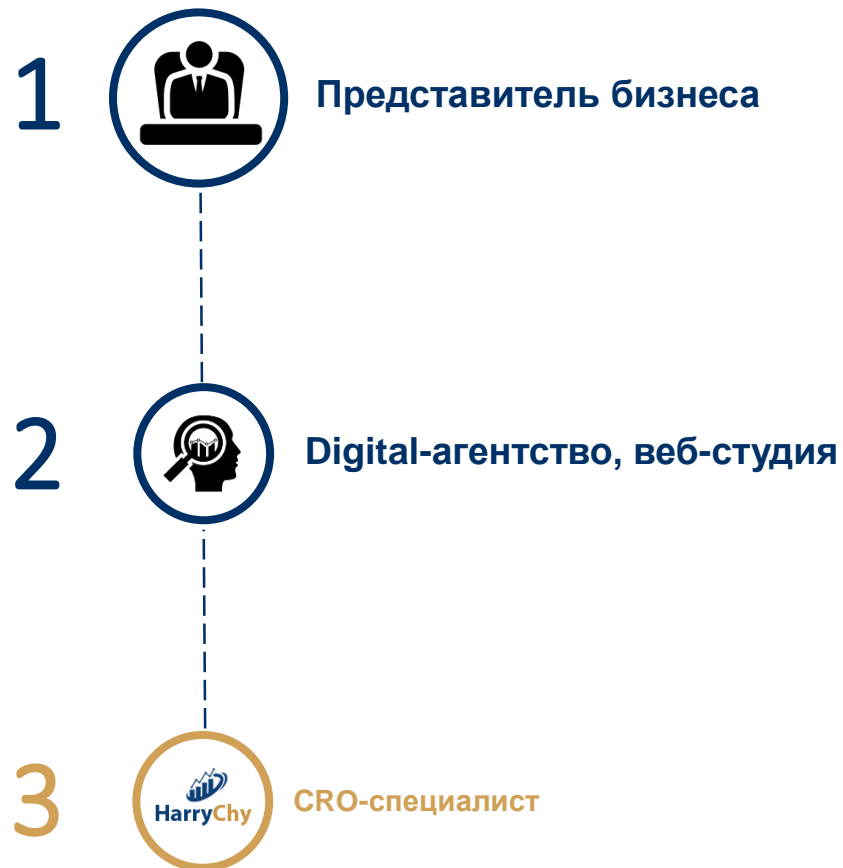 1
Представитель бизнеса
2
Digital-агентство, веб-студия
3
HarryChy
CRO-специалист